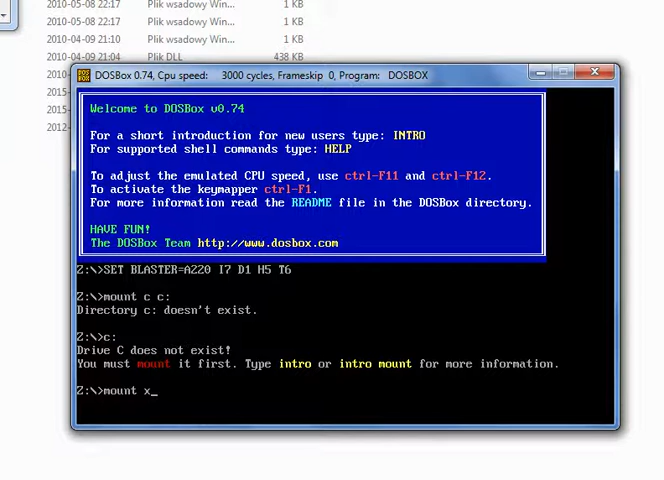 2010-05-08 22:17 Plik wsadowy Win... 1 KB
2010-05-08 22:17 Plik wsadowy Win... 1 KB
2010-04-09 21:10 Plik wsadowy Win... 1 KB
2010-04-09 21:04 Plik DLL 438 KB
2010-0
2015-
2015-
2012-
DOSBox 0.74, Cpu speed: 3000 cycles, Frameskip 0, Program: DOSBOX
Welcome to DOSBox v0.74
For a short introduction for new users type: INTRO
For supported shell commands type: HELP
To adjust the emulated CPU speed, use ctrl-F11 and ctrl-F12.
To activate the keymapper ctrl-F1.
For more information read the README file in the DOSBox directory.
HAVE FUN!
The DOSBox Team http://www.dosbox.com
Z:\>SET BLASTER=A220 I7 D1 H5 T6
Z:\>mount c c:
Directory c: doesn't exist.
Z:\>c:
Drive C does not exist!
You must mount it first. Type intro or intro mount for more information.
Z:\>mount x_